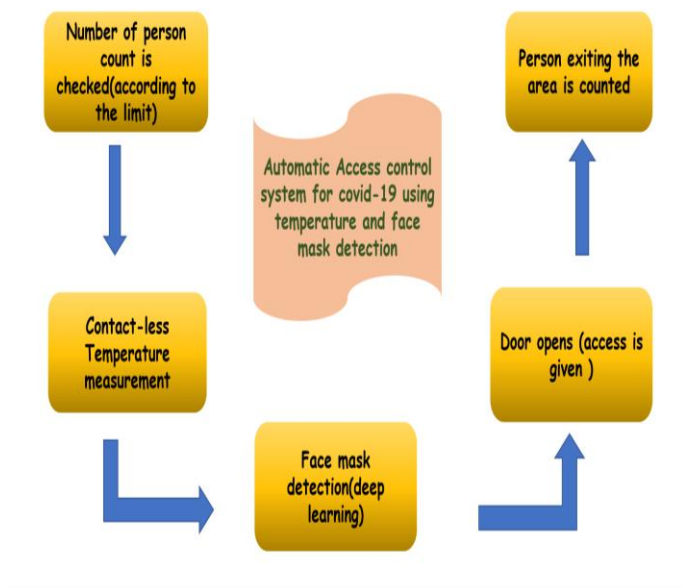 Number of person
count is
checked(according to
the limit)
Contact-less
Temperature
measurement
Face mask
detection(deep
learning)
Door opens (access is
given )
Person exiting the
area is counted
Automatic Access control
system for covid-19 using
temperature and face
mask detection